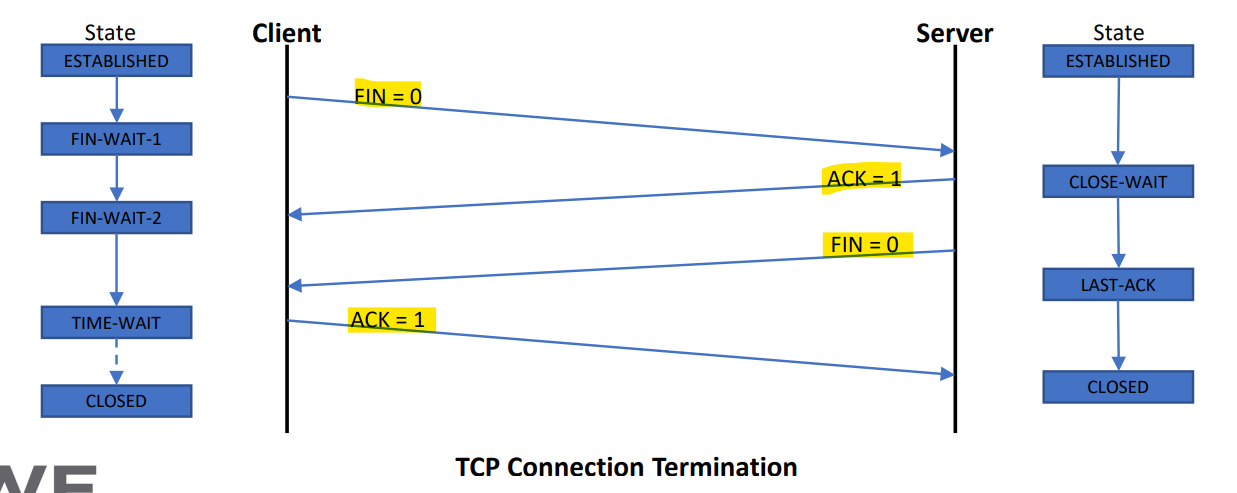 State
Client
Server
State
ESTABLISHED
ESTABLISHED
FIN = 0
FIN-WAIT-1
ACK = 1
CLOSE-WAIT
FIN-WAIT-2
FIN = 0
LAST-ACK
TIME-WAIT
ACK = 1
CLOSED
CLOSED
TCP Connection Termination